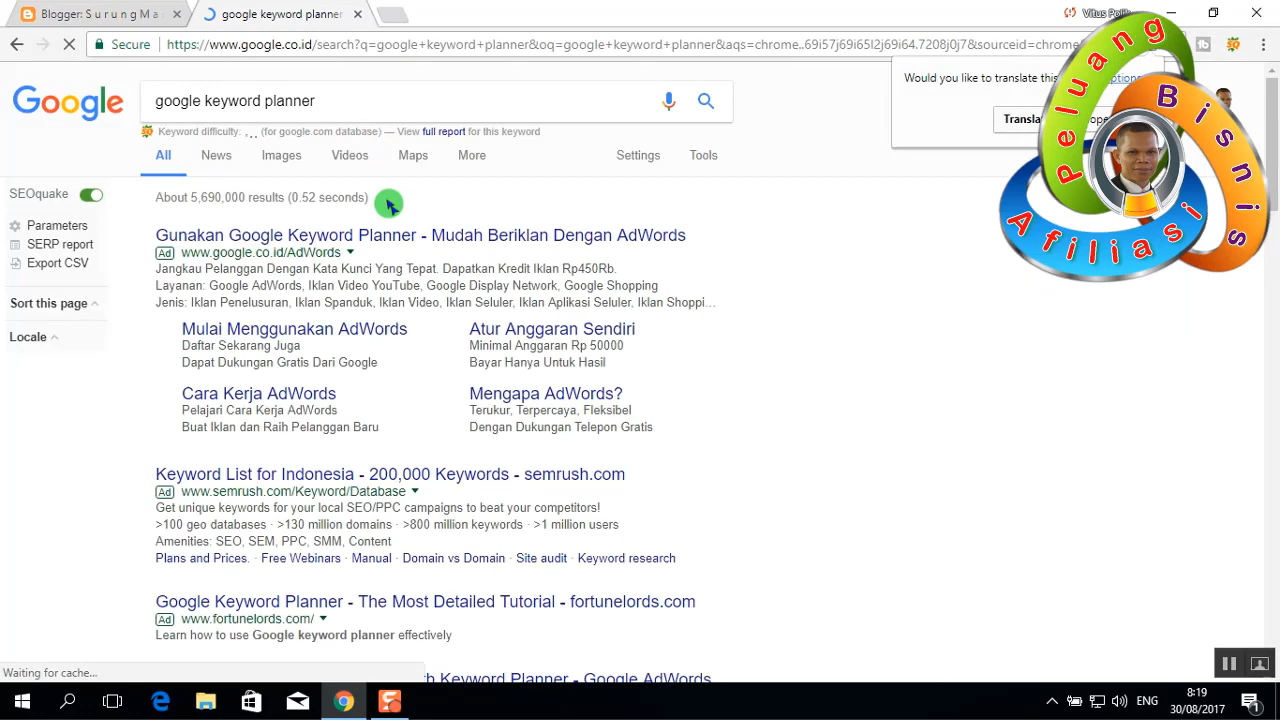 Blogger: S u r u n g M a
google keyword planner
Vitus Polik
Secure
https://www.google.co.id/search?q=google+keyword+planner&oq=google+keyword+planner&aqs=chrome..69i57j69i65l2j69i64.7208j0j7&sourceid=chrome
Would you like to translate this
Options
Google
google keyword planner
Keyword difficulty: ... (for google.com database) — View full report for this keyword
All News Images Videos Maps More Settings Tools
SEOquake
Parameters
SERP report
Export CSV
Sort this page
Locale
About 5,690,000 results (0.52 seconds)
Gunakan Google Keyword Planner - Mudah Beriklan Dengan AdWords
Ad www.google.co.id/AdWords
Jangkau Pelanggan Dengan Kata Kunci Yang Tepat. Dapatkan Kredit Iklan Rp450Rb.
Layanan: Google AdWords, Iklan YouTube, Google Display Network, Google Shopping
Jenis: Iklan Penelusuran, Iklan Spanduk, Iklan Video, Iklan Seluler, Iklan Aplikasi Seluler, Iklan Shoppi...
Mulai Menggunakan AdWords
Daftar Sekarang Juga
Dapat Dukungan Gratis Dari Google
Atur Anggaran Sendiri
Minimal Anggaran Rp 50000
Bayar Hanya Untuk Hasil
Cara Kerja AdWords
Pelajari Cara Kerja AdWords
Buat Iklan dan Raih Pelanggan Baru
Mengapa AdWords?
Terukur, Terpercaya, Fleksibel
Dengan Dukungan Telepon Gratis
Keyword List for Indonesia - 200,000 Keywords - semrush.com
Ad www.semrush.com/Keyword/Database
Get unique keywords for your local SEO/PPC campaigns to beat your competitors!
>100 geo databases · >130 million domains · >800 million keywords · >1 million users
Amenities: SEO, SEM, PPC, SMM, Content
Plans and Prices. · Free Webinars · Manual · Domain vs Domain · Site audit · Keyword research
Google Keyword Planner - The Most Detailed Tutorial - fortunelords.com
Ad www.fortunelords.com/
Learn how to use Google keyword planner effectively
Keyword Planner - Google AdWords
Waiting for cache...
Peluang
Bisnis
Afiliasi
ENG
8:19
30/08/2017
1